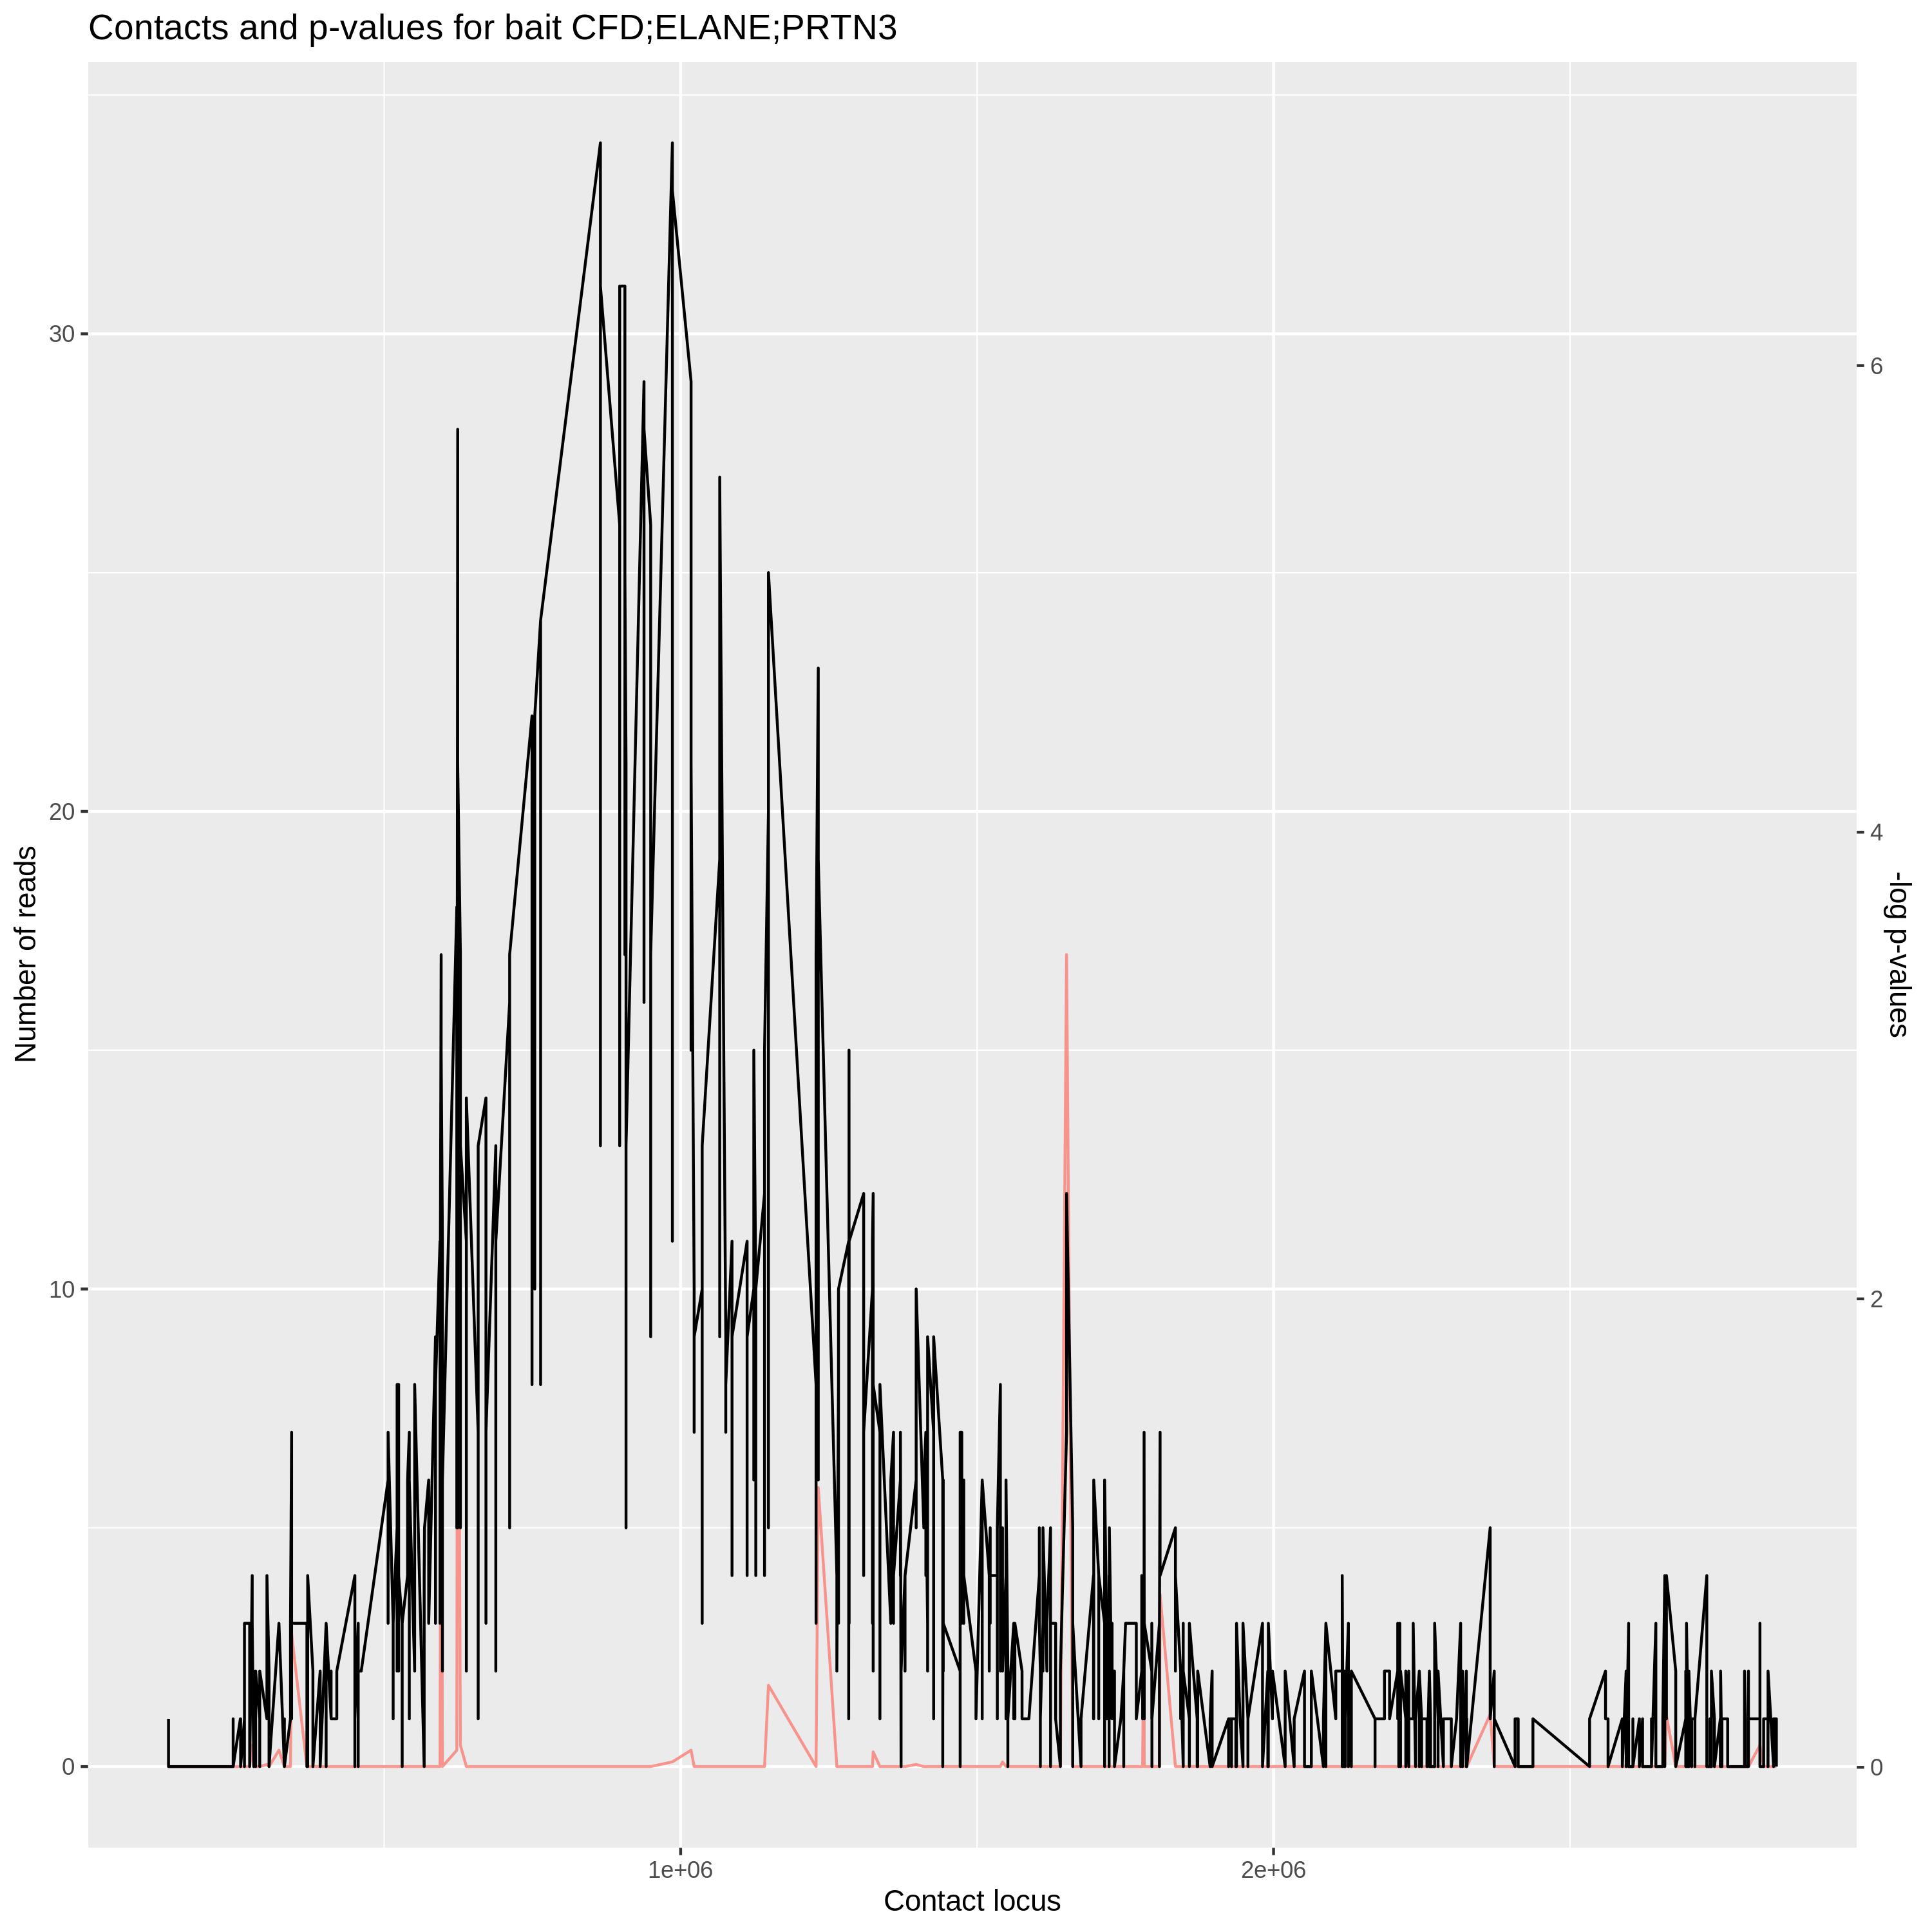 Contacts and p-values for bait CFD;ELANE;PRTN3
30
20
10
0
Number of reads
6
4
2
0
-log p-values
1e+06
2e+06
Contact locus